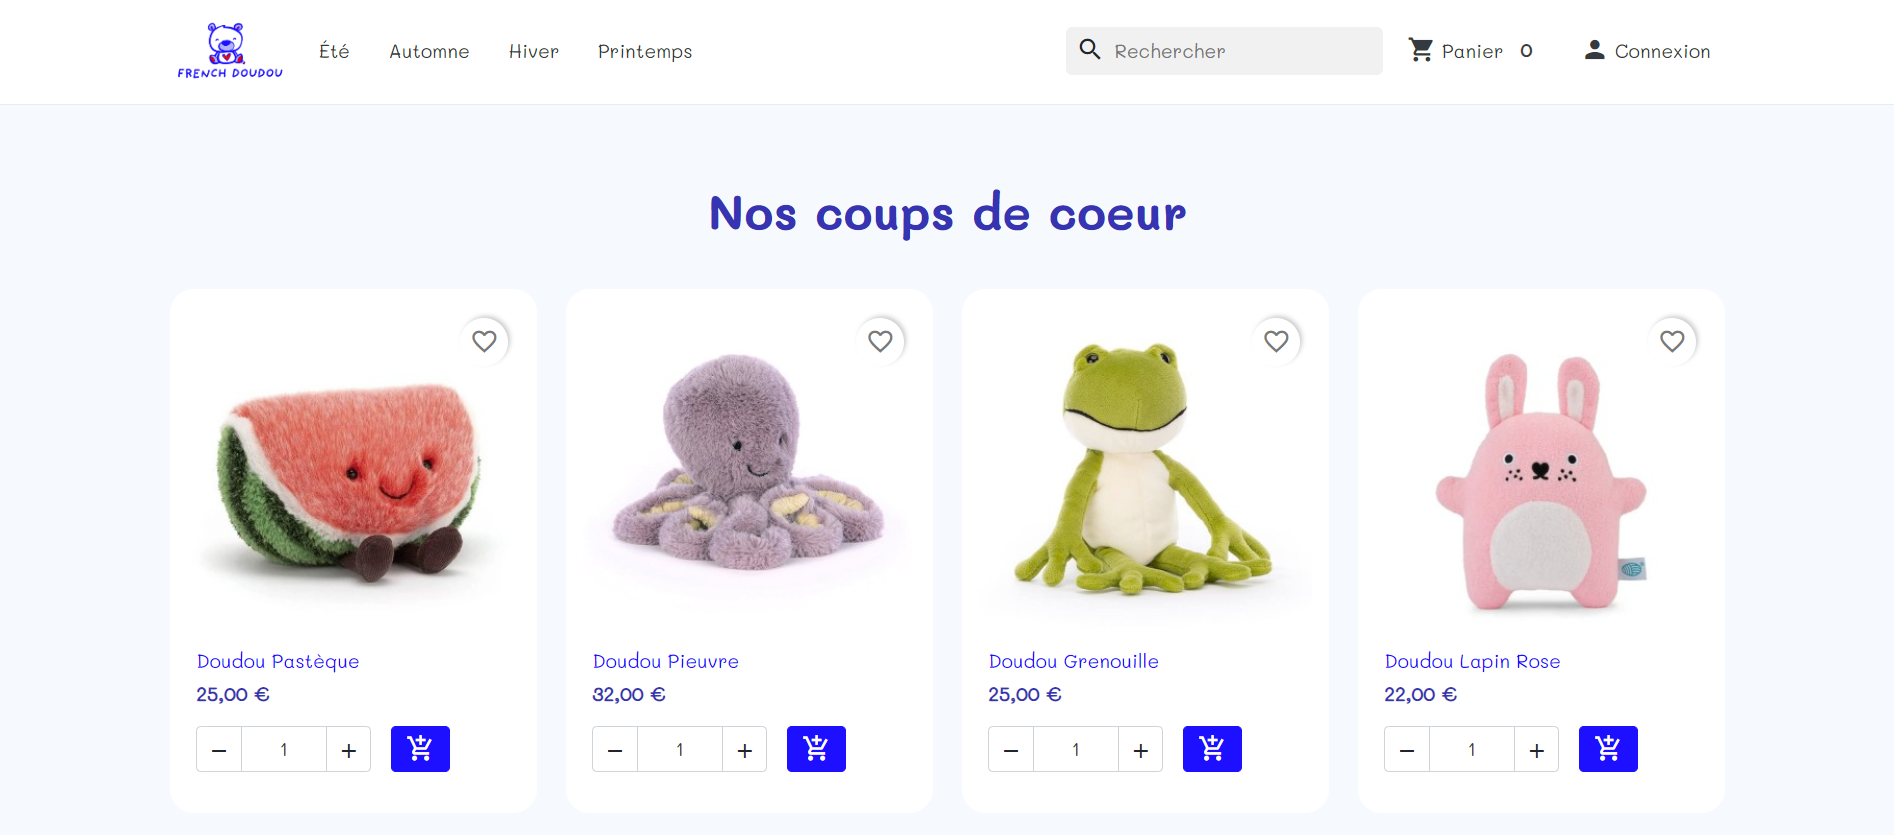 FRENCH DOUDOU
Été Automne Hiver Printemps
Rechercher
Panier 0
Connexion
Nos coups de coeur
Doudou Pastèque
25,00 €
− 1 +
Doudou Pieuvre
32,00 €
− 1 +
Doudou Grenouille
25,00 €
− 1 +
Doudou Lapin Rose
22,00 €
− 1 +